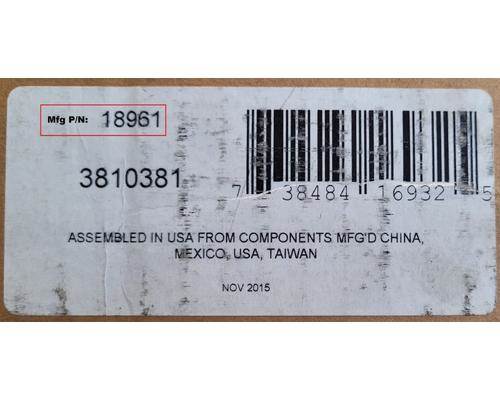 Mfg P/N: 18961
3810381
7 38484 16932 5
ASSEMBLED IN USA FROM COMPONENTS MFG'D CHINA,
MEXICO, USA, TAIWAN
NOV 2015